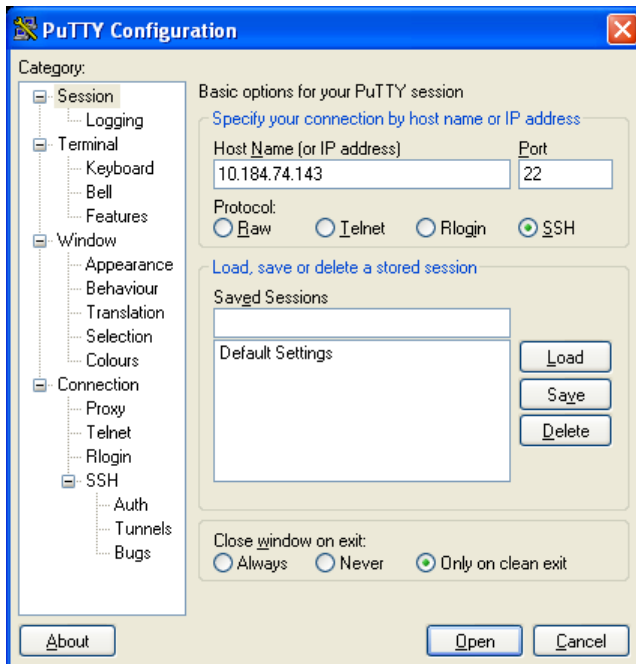 PuTTY Configuration
Category:
Session
Logging
Terminal
Keyboard
Bell
Features
Window
Appearance
Behaviour
Translation
Selection
Colours
Connection
Proxy
Telnet
Rlogin
SSH
Auth
Tunnels
Bugs
Basic options for your PuTTY session
Specify your connection by host name or IP address
Host Name (or IP address) Port
10.184.74.143 22
Protocol:
Raw Telnet Rlogin SSH
Load, save or delete a stored session
Saved Sessions
Default Settings
Load
Save
Delete
Close window on exit:
Always Never Only on clean exit
About Open Cancel